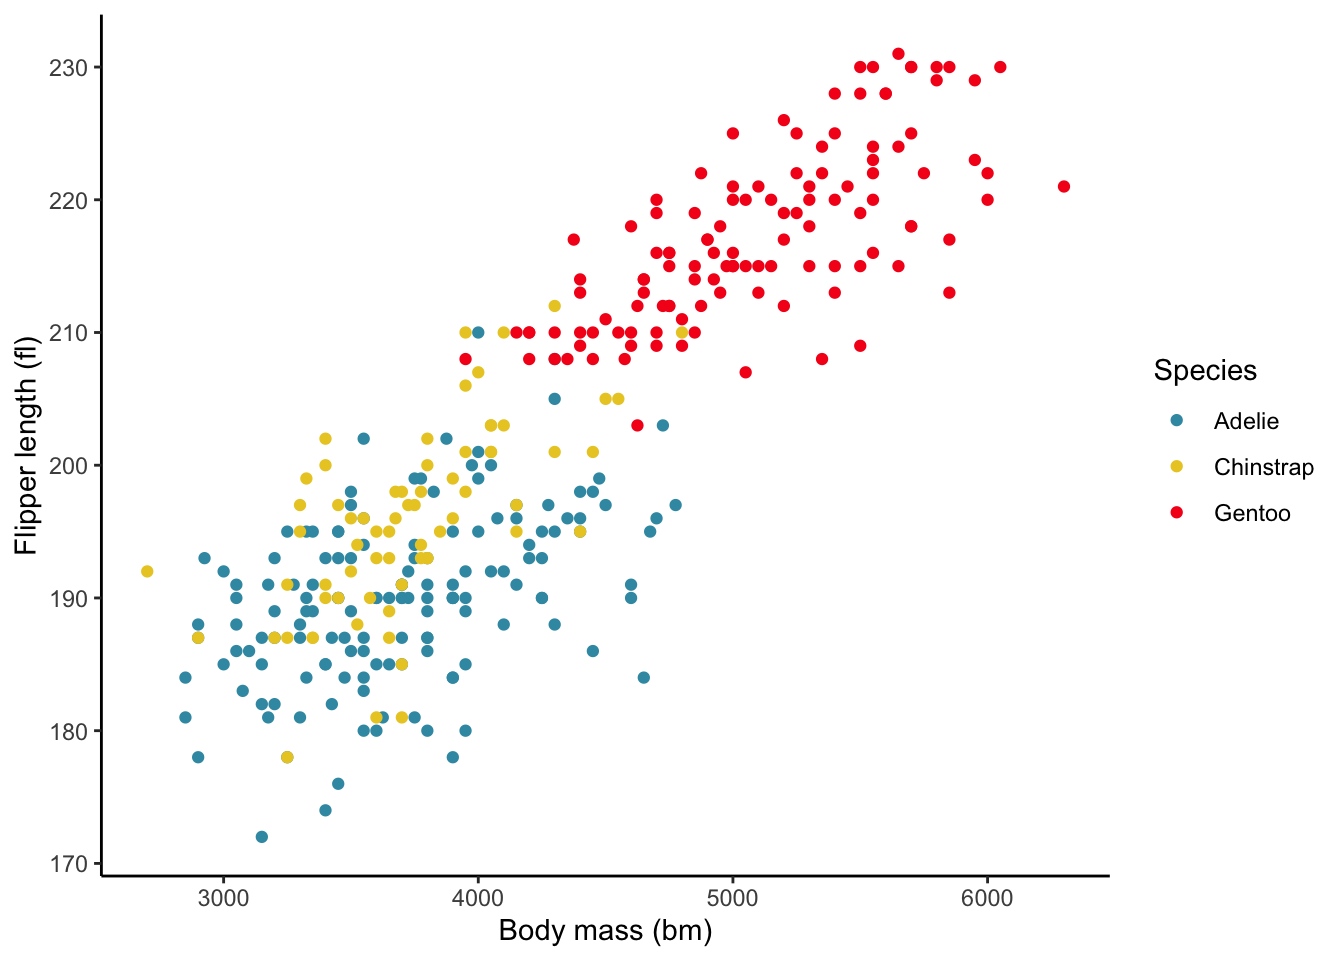 230
220
210
200
190
180
170
Flipper length (fl)
3000 4000 5000 6000
Body mass (bm)
Species
Adelie
Chinstrap
Gentoo